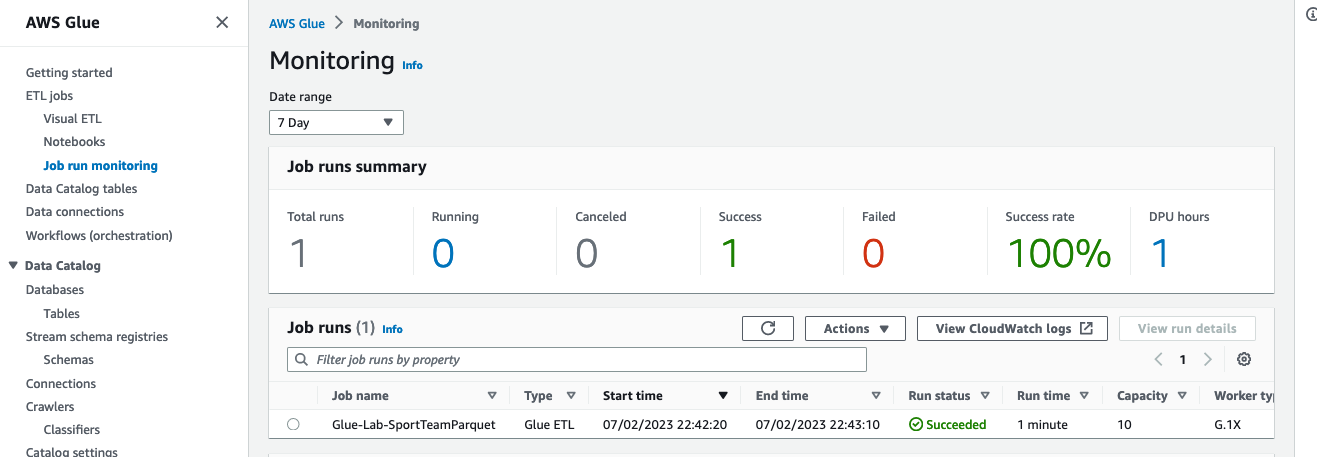 AWS Glue
Getting started
ETL jobs
Visual ETL
Notebooks
Job run monitoring
Data Catalog tables
Data connections
Workflows (orchestration)
Data Catalog
Databases
Tables
Stream schema registries
Schemas
Connections
Crawlers
Classifiers
Catalog settings
AWS Glue > Monitoring
Monitoring Info
Date range
7 Day
Job runs summary
Total runs Running Canceled Success Failed Success rate DPU hours
1 0 0 1 0 100% 1
Job runs (1) Info Actions View CloudWatch logs View run details
Filter job runs by property 1
Job name Type Start time End time Run status Run time Capacity Worker
Glue-Lab-SportTeamParquet Glue ETL 07/02/2023 22:42:20 07/02/2023 22:43:10 Succeeded 1 minute 10 G.1X